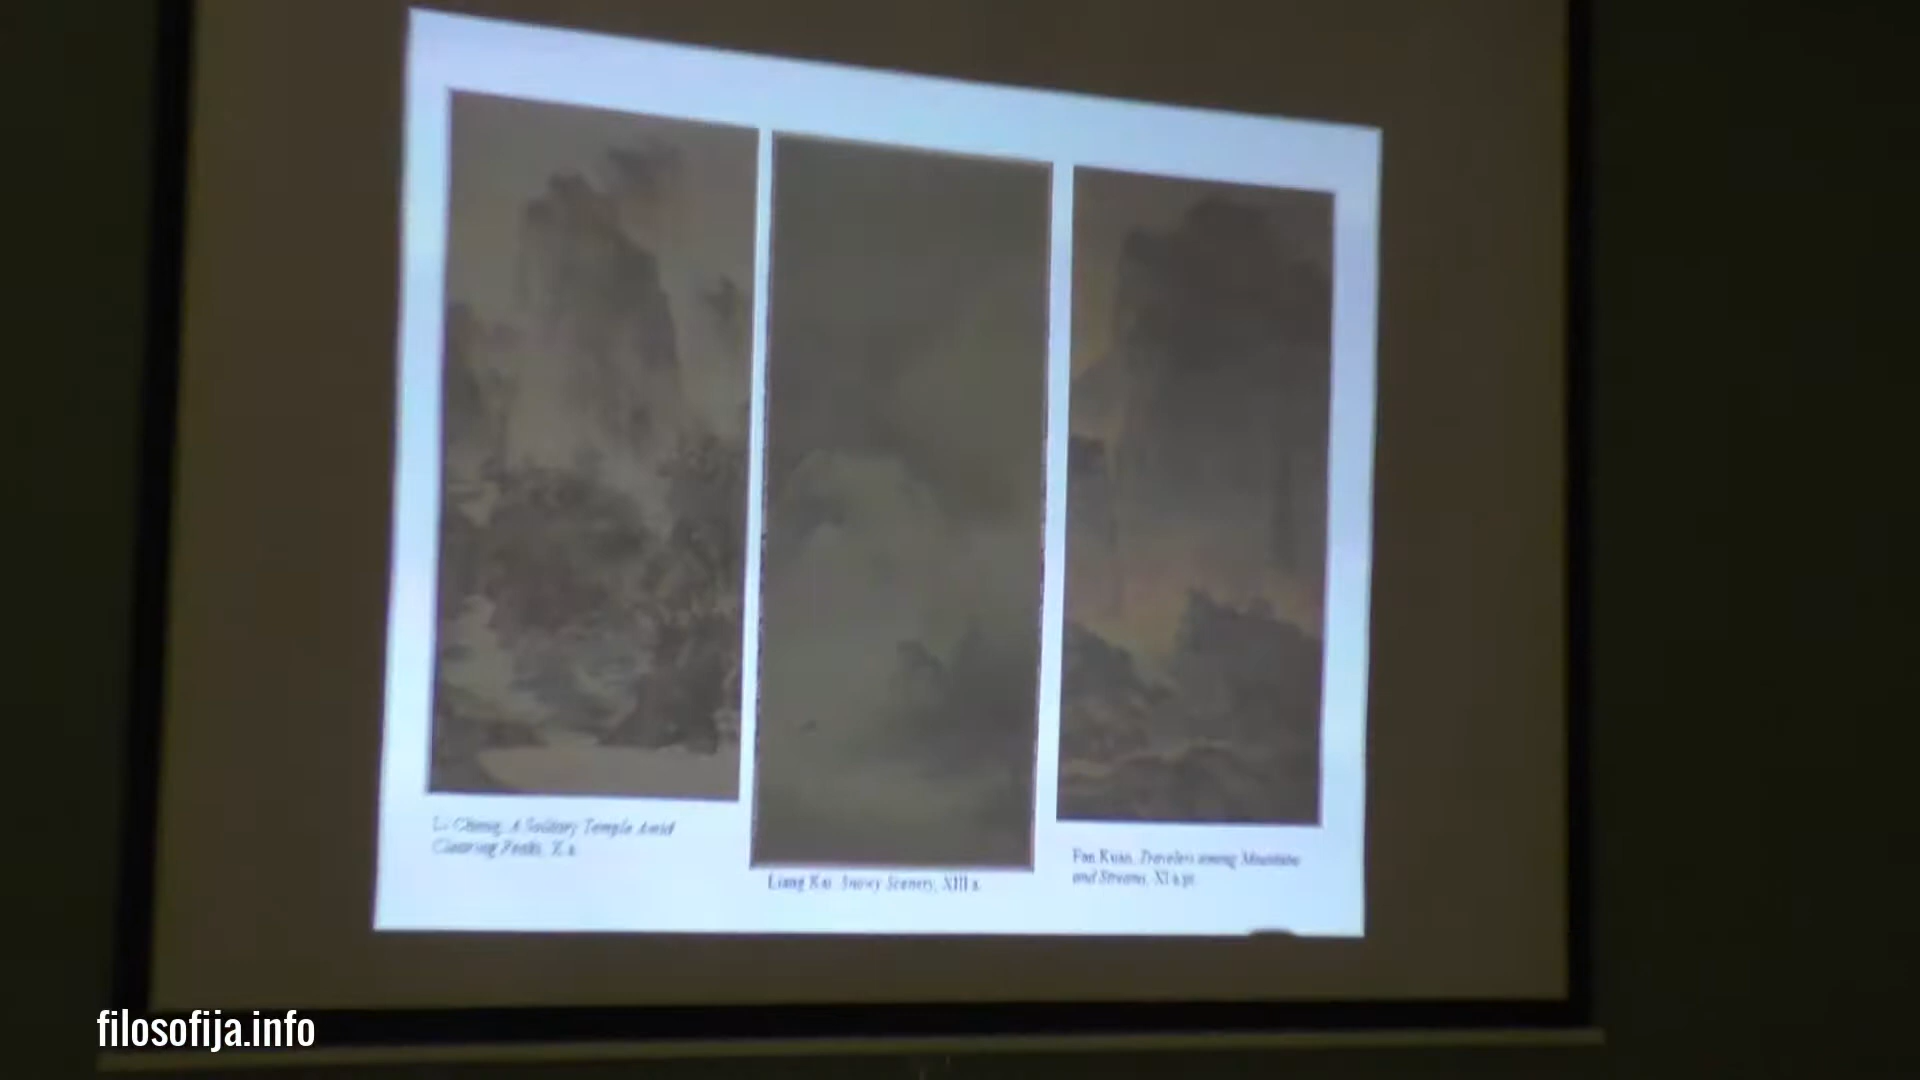 Li Cheng, A Solitary Temple Amid
Clearing Peaks, X a.
Liang Kai. Snowy Scenery, XIII a.
Fan Kuan. Travelers among Mountains
and Streams, XI a.pr.
filosofija.info